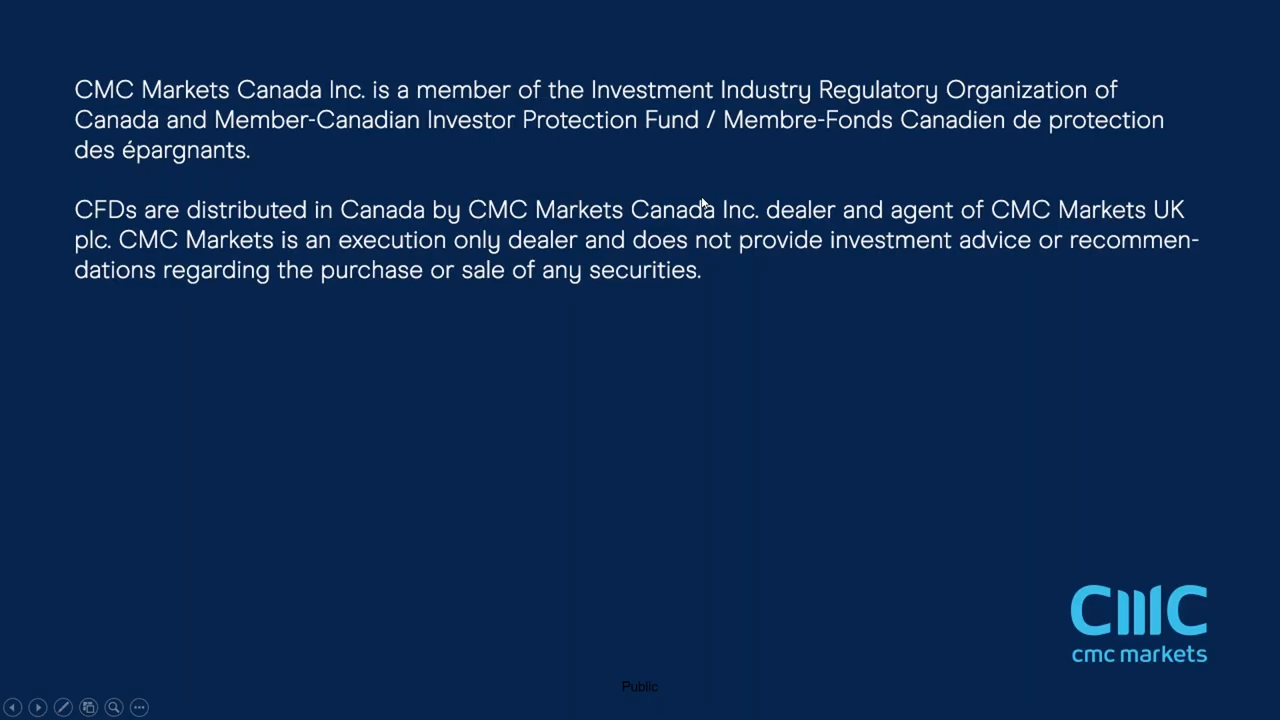 CMC Markets Canada Inc. is a member of the Investment Industry Regulatory Organization of
Canada and Member-Canadian Investor Protection Fund / Membre-Fonds Canadien de protection
des épargnants.
CFDs are distributed in Canada by CMC Markets Canada Inc. dealer and agent of CMC Markets UK
plc. CMC Markets is an execution only dealer and does not provide investment advice or recommen-
dations regarding the purchase or sale of any securities.
CMC
cmc markets
Public